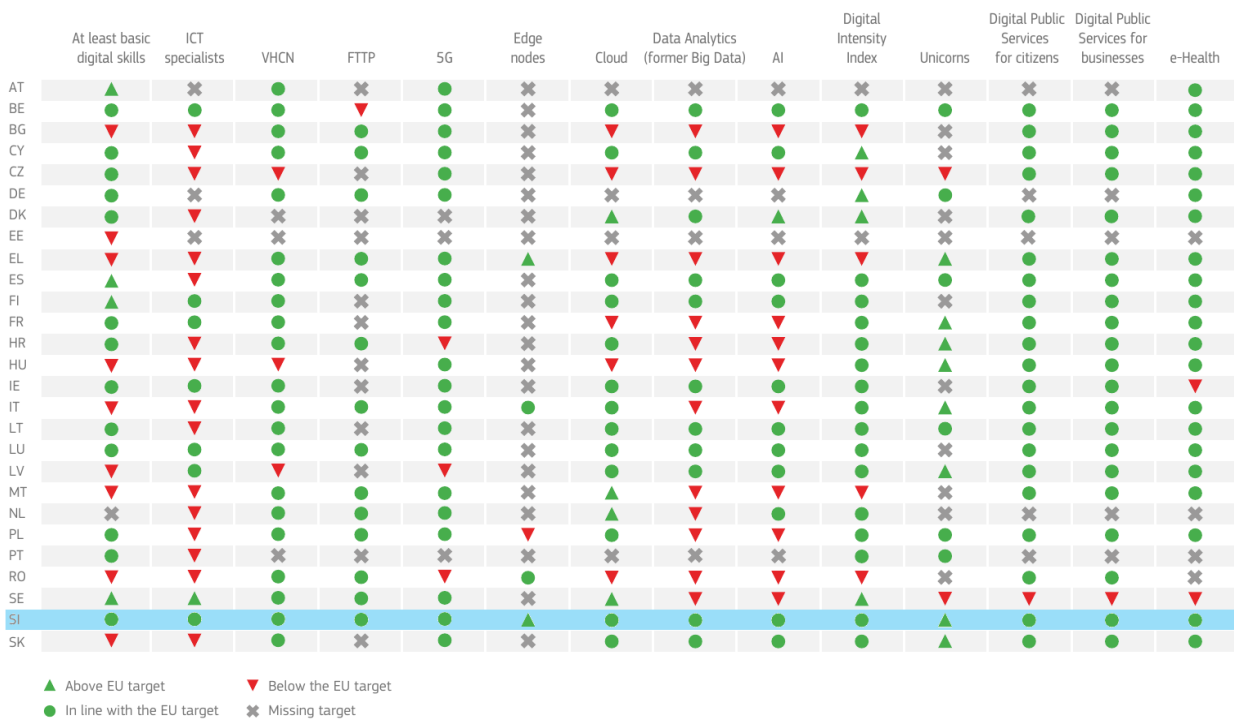 At least basic digital skills
ICT specialists
VHCN
FTTP
5G
Edge nodes
Cloud
Data Analytics (former Big Data)
AI
Digital Intensity Index
Unicorns
Digital Public Services for citizens
Digital Public Services for businesses
e-Health
AT
BE
BG
CY
CZ
DE
DK
EE
EL
ES
FI
FR
HR
HU
IE
IT
LT
LU
LV
MT
NL
PL
PT
RO
SE
SI
SK
Above EU target
Below the EU target
In line with the EU target
Missing target